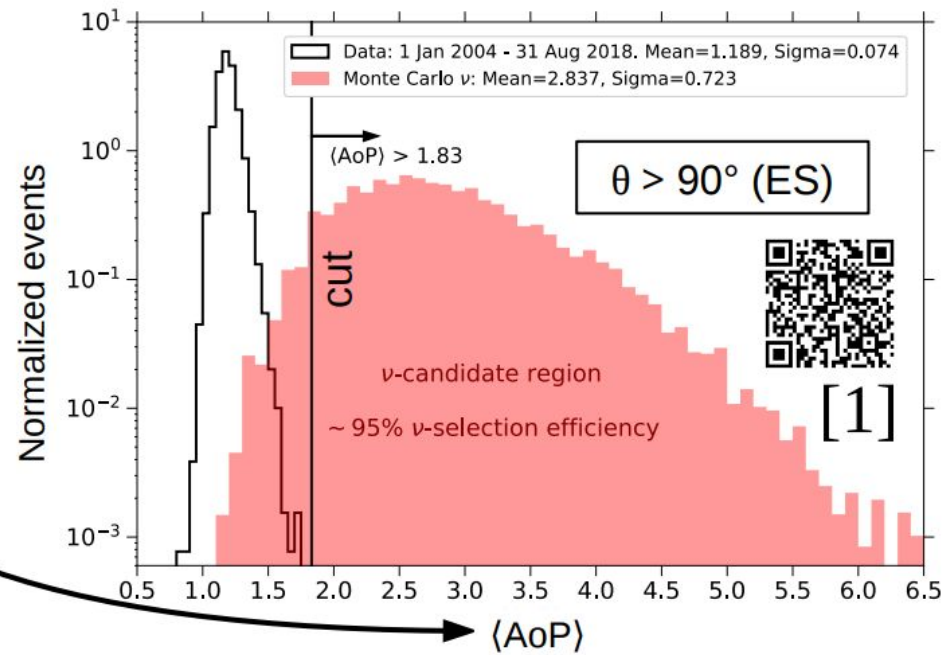 Data: 1 Jan 2004 - 31 Aug 2018. Mean=1.189, Sigma=0.074
Monte Carlo ν: Mean=2.837, Sigma=0.723
⟨AoP⟩ > 1.83
θ > 90° (ES)
cut
ν-candidate region
~ 95% ν-selection efficiency
[1]
Normalized events
10¹
10⁰
10⁻¹
10⁻²
10⁻³
0.5 1.0 1.5 2.0 2.5 3.0 3.5 4.0 4.5 5.0 5.5 6.0 6.5
⟨AoP⟩